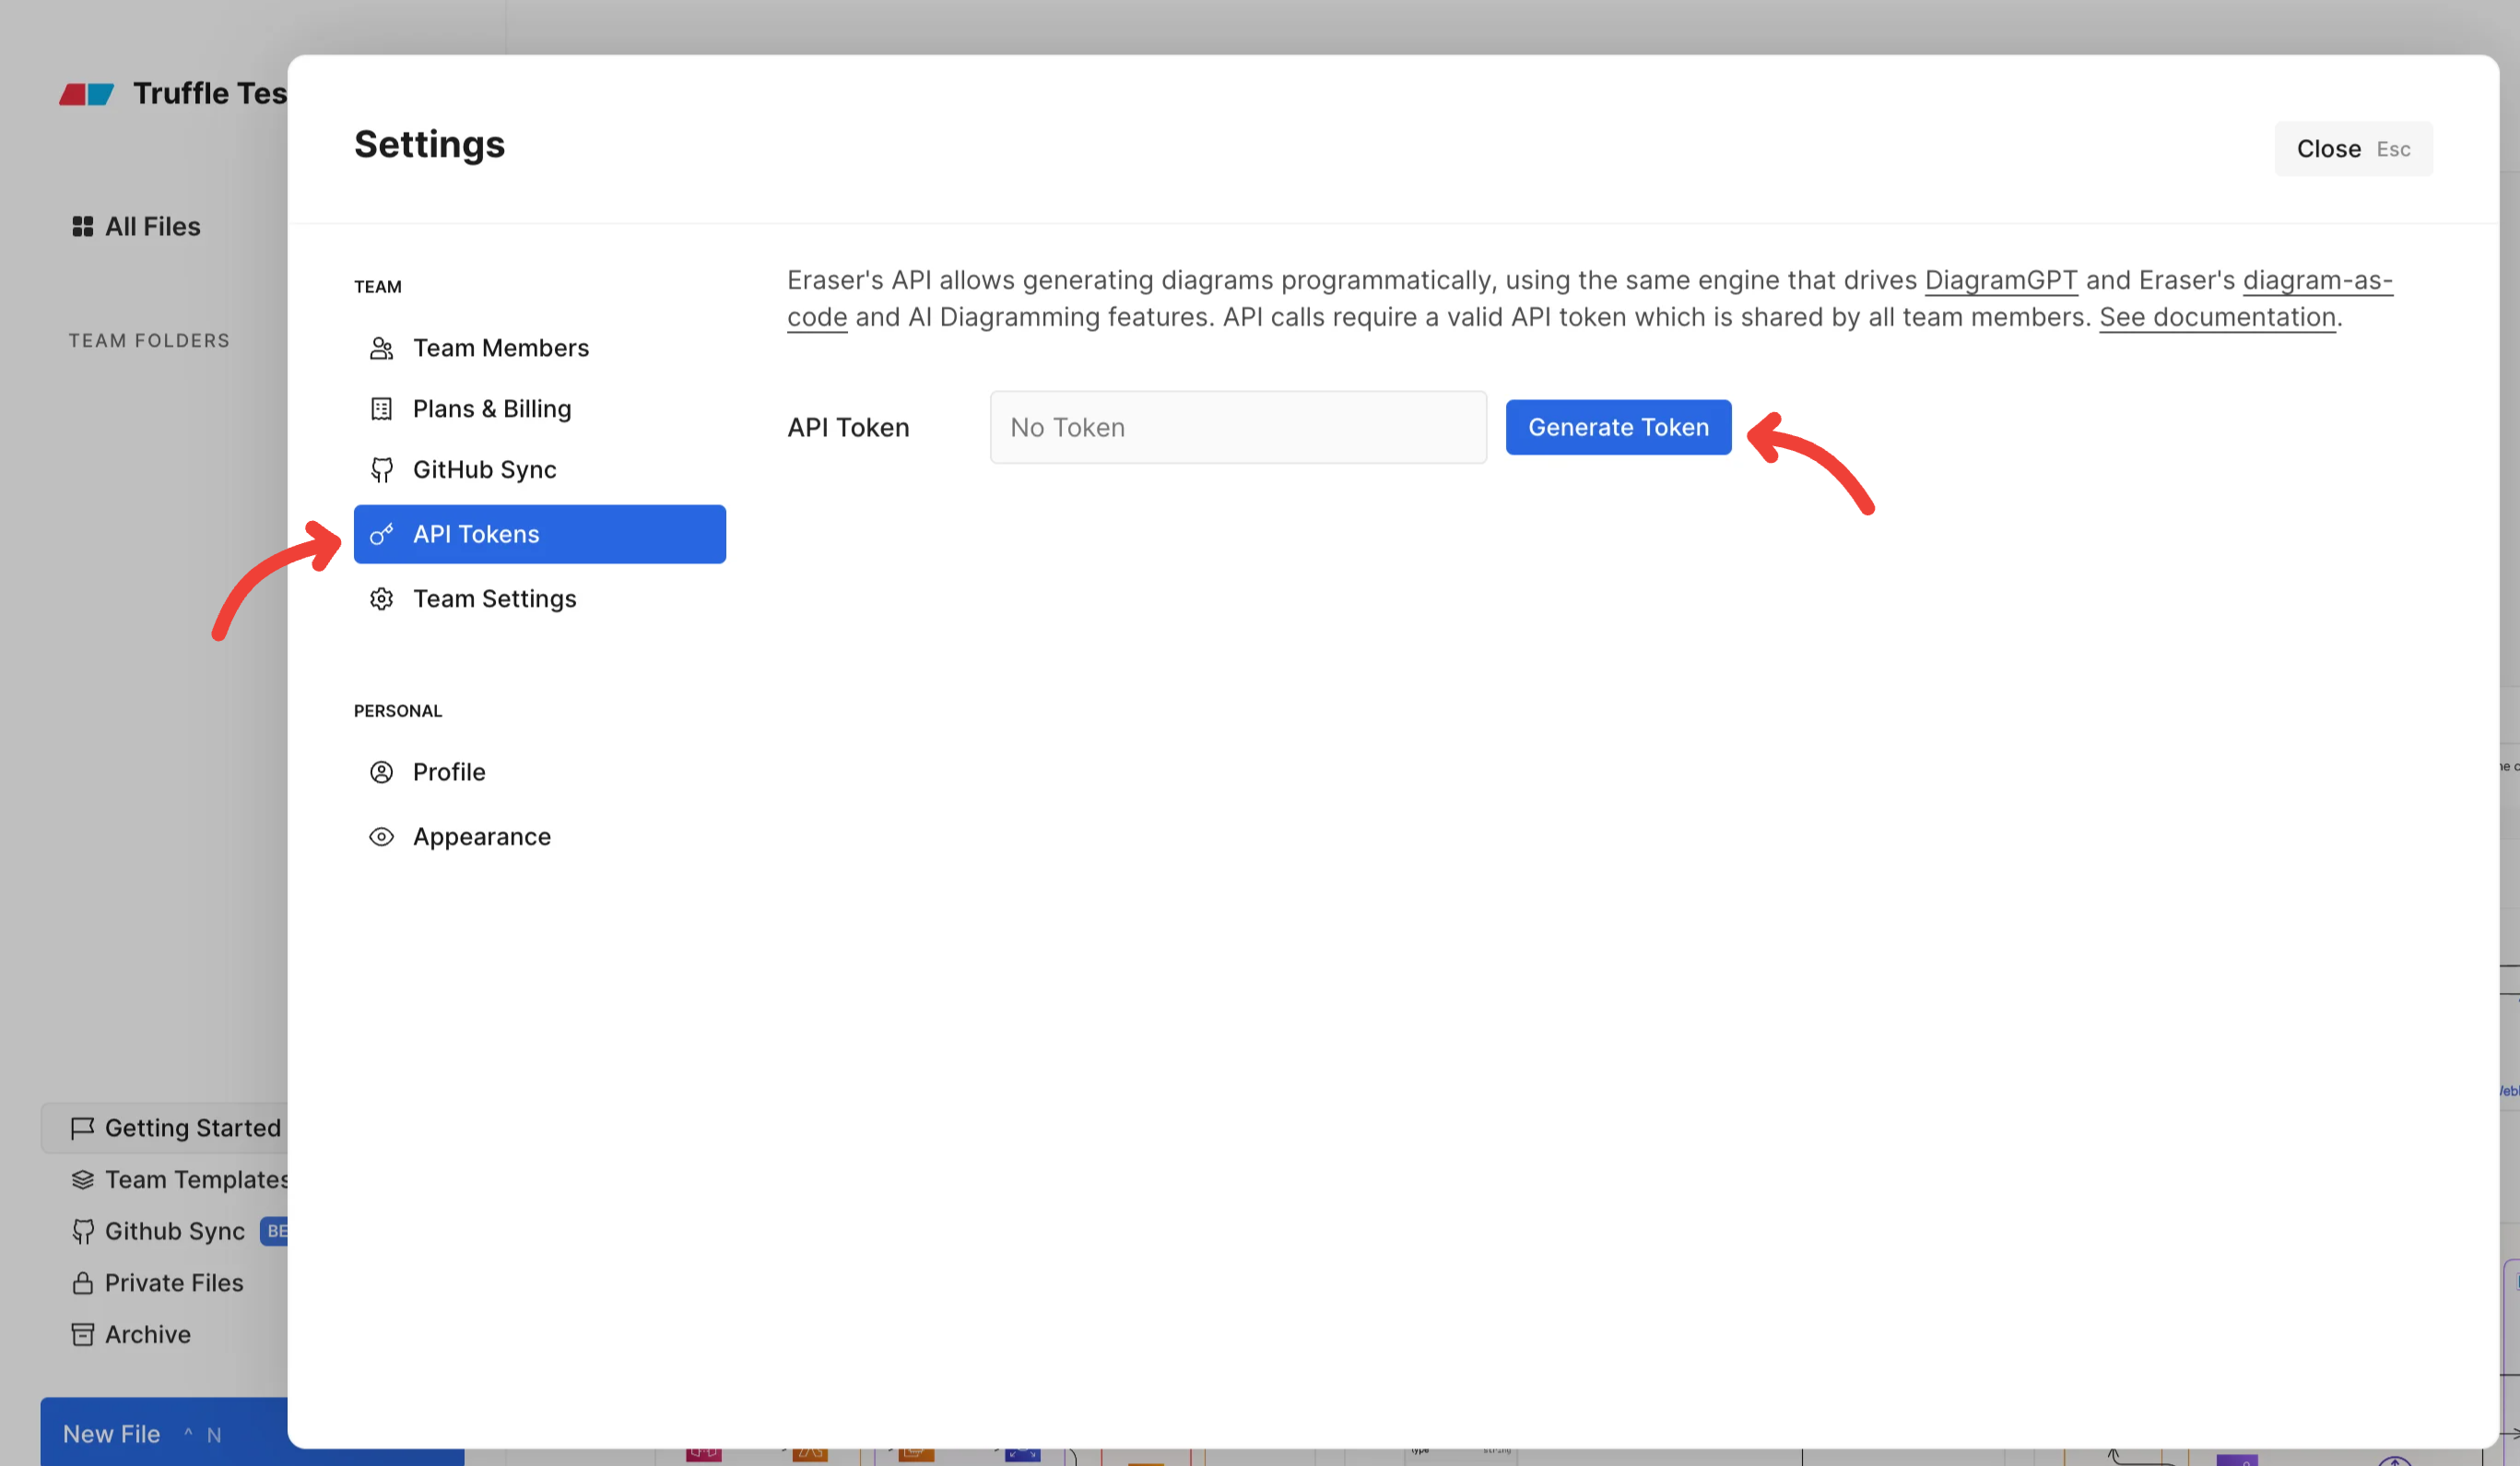 Truffle Tes
All Files
TEAM FOLDERS
Getting Started
Team Templates
Github Sync BE
Private Files
Archive
New File ^ N
Settings
Close Esc
TEAM
Team Members
Plans & Billing
GitHub Sync
API Tokens
Team Settings
PERSONAL
Profile
Appearance
Eraser's API allows generating diagrams programmatically, using the same engine that drives DiagramGPT and Eraser's diagram-as-
code and AI Diagramming features. API calls require a valid API token which is shared by all team members. See documentation.
API Token No Token Generate Token